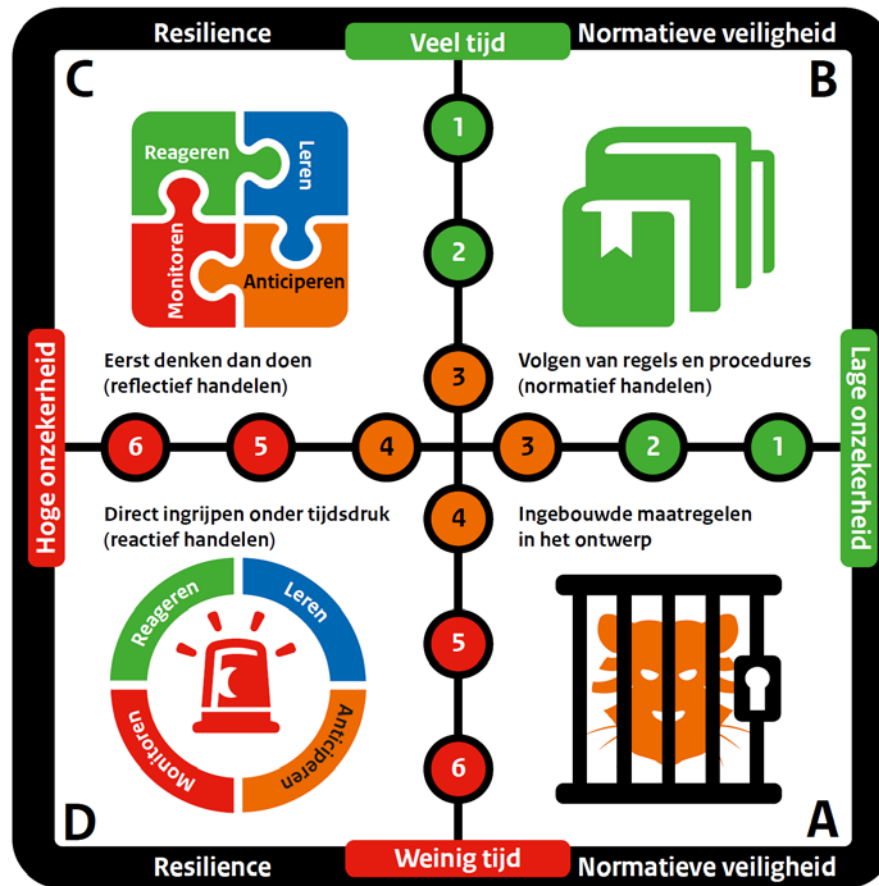 Resilience
Veel tijd
Normatieve veiligheid
C
B
1
Reageren
Leren
Monitoren
Anticiperen
2
3
Eerst denken dan doen
(reflectief handelen)
Volgen van regels en procedures
(normatief handelen)
Hoge onzekerheid
6
5
4
3
2
1
Lage onzekerheid
Direct ingrijpen onder tijdsdruk
(reactief handelen)
4
Ingebouwde maatregelen
in het ontwerp
Reageren
Leren
Monitoren
Anticiperen
5
6
D
A
Resilience
Weinig tijd
Normatieve veiligheid